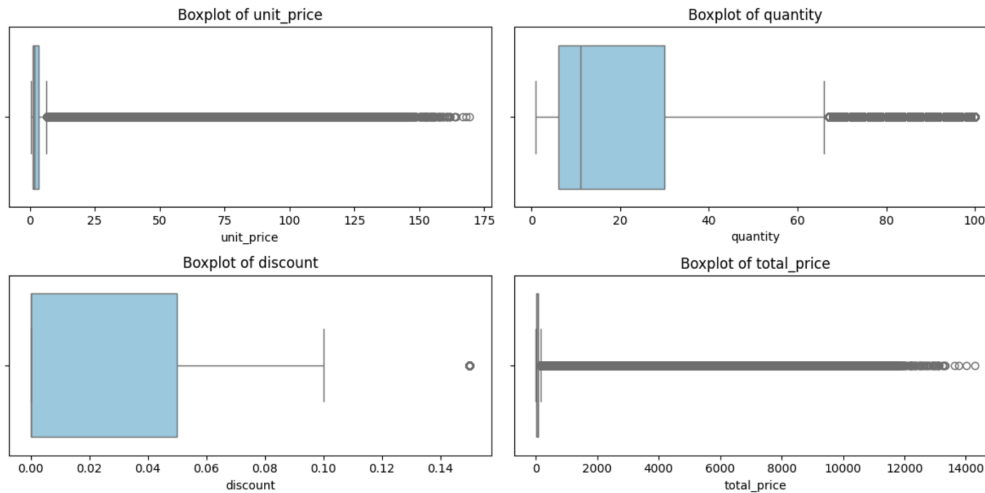 Boxplot of unit_price
0 25 50 75 100 125 150 175
unit_price
Boxplot of quantity
0 20 40 60 80 100
quantity
Boxplot of discount
0.00 0.02 0.04 0.06 0.08 0.10 0.12 0.14
discount
Boxplot of total_price
0 2000 4000 6000 8000 10000 12000 14000
total_price